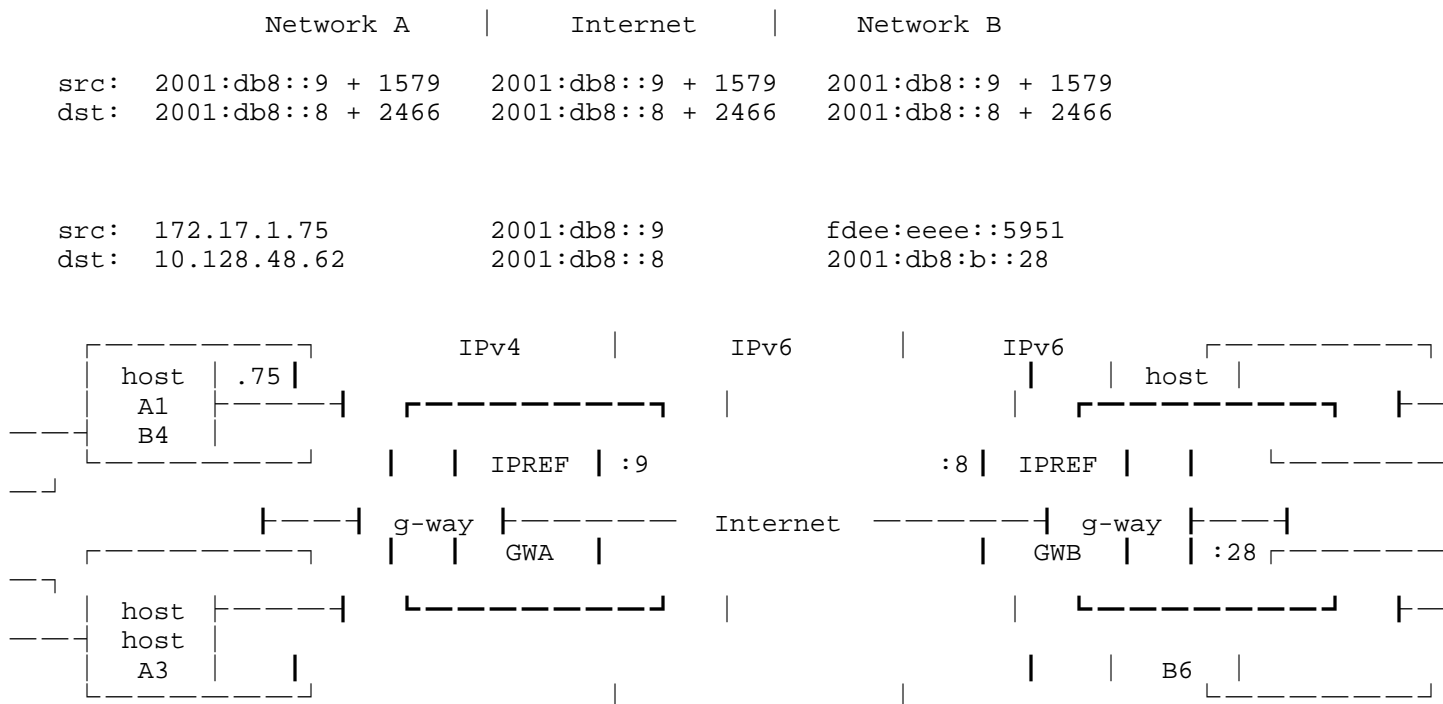 Network A | Internet | Network B
src: 2001:db8::9 + 1579 2001:db8::9 + 1579 2001:db8::9 + 1579
dst: 2001:db8::8 + 2466 2001:db8::8 + 2466 2001:db8::8 + 2466
src: 172.17.1.75 2001:db8::9 fdee:eeee::5951
dst: 10.128.48.62 2001:db8::8 2001:db8:b::28
IPv4 | IPv6 | IPv6
host .75 host
A1
B4
IPREF :9 :8 IPREF
g-way Internet g-way
GWA GWB :28
host
host
A3 B6